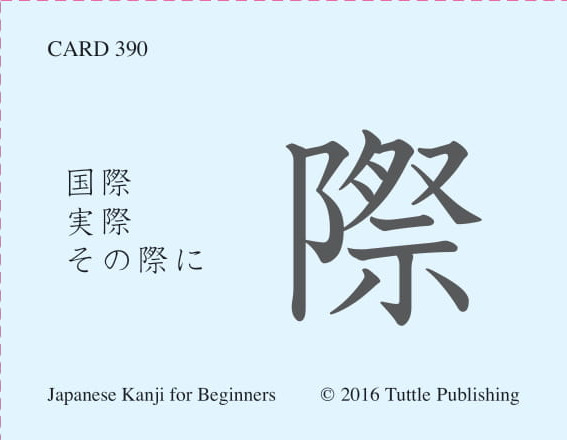 CARD 390
国際
実際
その際に
際
Japanese Kanji for Beginners © 2016 Tuttle Publishing